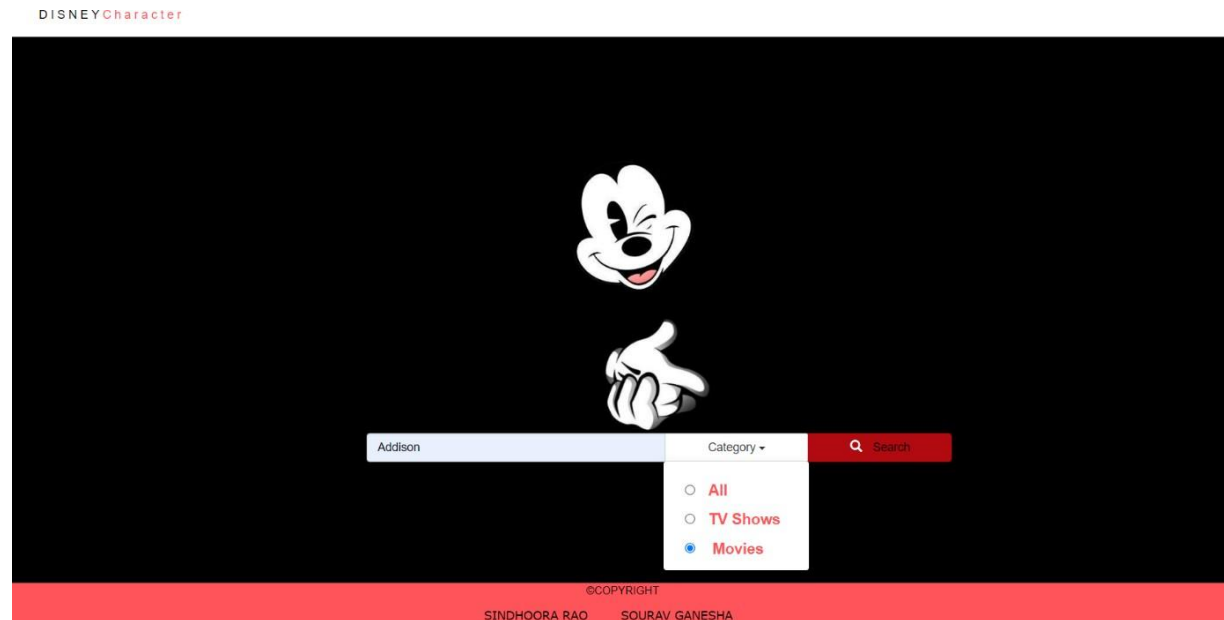 DISNEYCharacter
Addison Category Search
All
TV Shows
Movies
©COPYRIGHT
SINDHOORA RAO SOURAV GANESHA